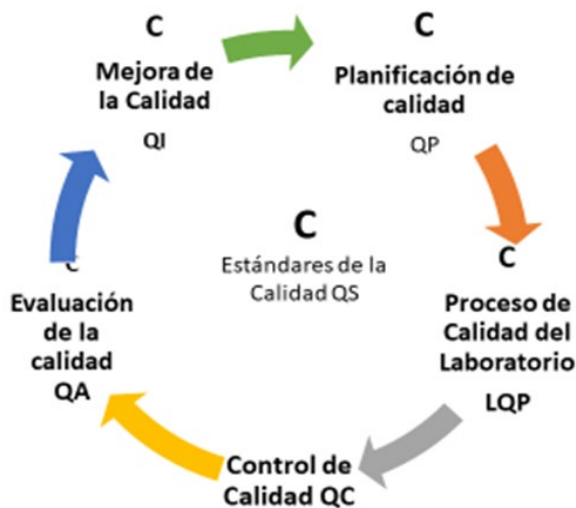 C
Mejora de
la Calidad
QI
C
Planificación de
calidad
QP
C
Proceso de
Calidad del
Laboratorio
LQP
Control de
Calidad QC
C
Evaluación
de la
calidad
QA
C
Estándares de la
Calidad QS